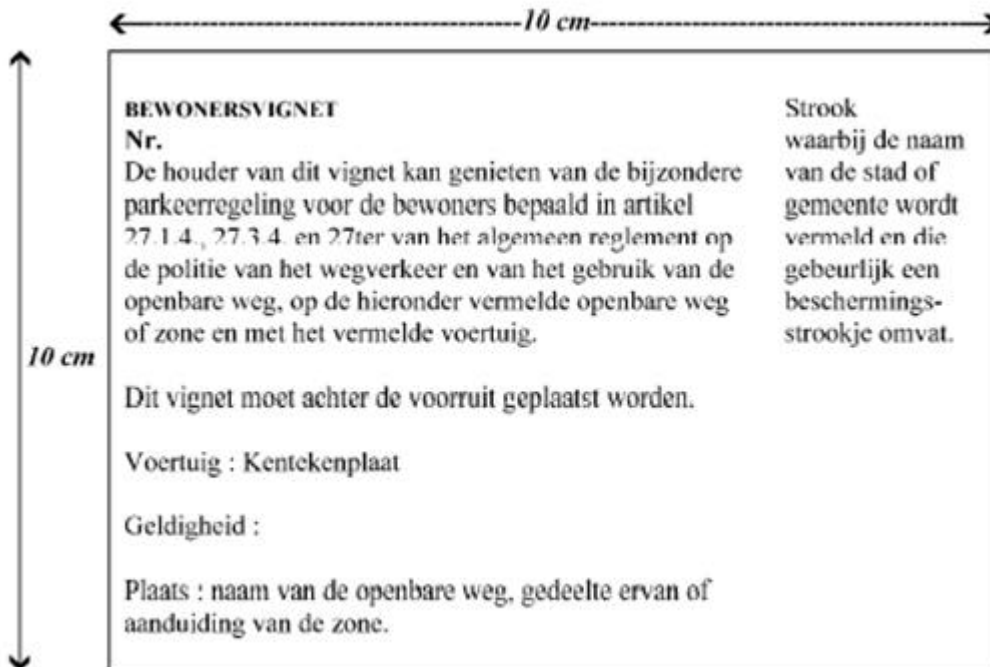 10 cm
BEWONERSVIGNET
Nr.
De houder van dit vignet kan genieten van de bijzondere
parkeerregeling voor de bewoners bepaald in artikel
27.1.4., 27.3.4. en 27ter van het algemeen reglement op
de politie van het wegverkeer en van het gebruik van de
openbare weg, op de hieronder vermelde openbare weg
of zone en met het vermelde voertuig.
Dit vignet moet achter de voorruit geplaatst worden.
Voertuig : Kentekenplaat
Geldigheid :
Plaats : naam van de openbare weg, gedeelte ervan of
aanduiding van de zone.
Strook
waarbij de naam
van de stad of
gemeente wordt
vermeld en die
gebeurlijk een
beschermings-
strookje omvat.
10 cm